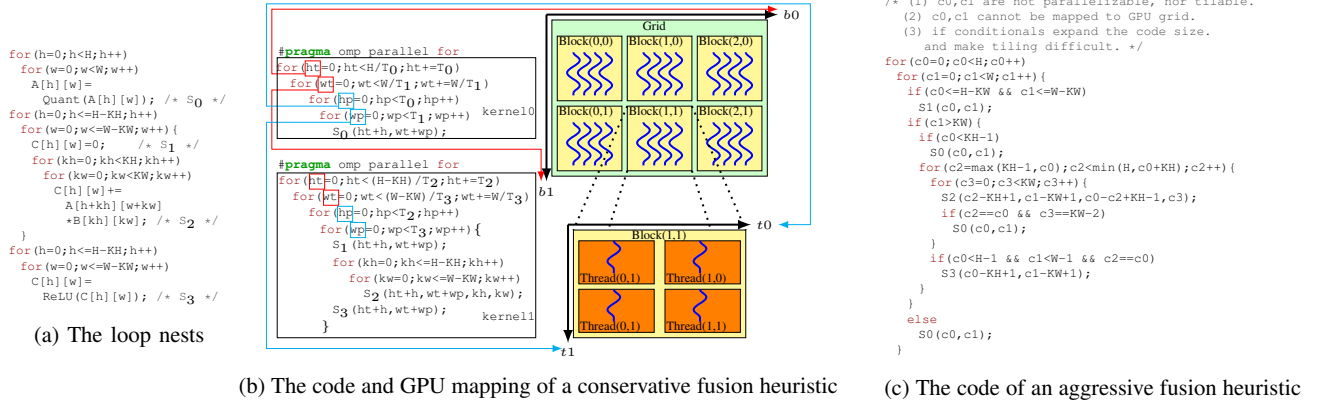 for(h=0;h<H;h++)
for(w=0;w<W;w++)
A[h][w]=
Quant(A[h][w]); /* S0 */
for(h=0;h<=H-KH;h++)
for(w=0;w<=W-KW;w++){
C[h][w]=0; /* S1 */
for(kh=0;kh<KH;kh++)
for(kw=0;kw<KW;kw++)
C[h][w]+=
A[h+kh][w+kw]
*B[kh][kw]; /* S2 */
}
for(h=0;h<=H-KH;h++)
for(w=0;w<=W-KW;w++)
C[h][w]=
ReLU(C[h][w]); /* S3 */
(a) The loop nests
#pragma omp parallel for
for(ht=0;ht<H/T0;ht+=T0)
for(wt=0;wt<W/T1;wt+=W/T1)
for(hp=0;hp<T0;hp++)
for(wp=0;wp<T1;wp++)
S0(ht+h,wt+wp);
kernel0
#pragma omp parallel for
for(ht=0;ht<(H-KH)/T2;ht+=T2)
for(wt=0;wt<(W-KW)/T3;wt+=W/T3)
for(hp=0;hp<T2;hp++)
for(wp=0;wp<T3;wp++){
S1(ht+h,wt+wp);
for(kh=0;kh<=H-KH;kh++)
for(kw=0;kw<=W-KW;kw++)
S2(ht+h,wt+wp,kh,kw);
S3(ht+h,wt+wp);
}
kernel1
b0
b1
Grid
Block(0,0) Block(1,0) Block(2,0)
Block(0,1) Block(1,1) Block(2,1)
t0
t1
Block(1,1)
Thread(0,1) Thread(1,0)
Thread(0,1) Thread(1,1)
(b) The code and GPU mapping of a conservative fusion heuristic
/* (1) c0,c1 are not parallelizable, nor tilable.
(2) c0,c1 cannot be mapped to GPU grid.
(3) if conditionals expand the code size.
and make tiling difficult. */
for(c0=0;c0<H;c0++)
for(c1=0;c1<W;c1++){
if(c0<=H-KW && c1<=W-KW)
S1(c0,c1);
if(c1>KW){
if(c0<KH-1)
S0(c0,c1);
for(c2=max(KH-1,c0);c2<min(H,c0+KH);c2++){
for(c3=0;c3<KW;c3++){
S2(c2-KH+1,c1-KW+1,c0-c2+KH-1,c3);
if(c2==c0 && c3==KW-2)
S0(c0,c1);
}
if(c0<H-1 && c1<W-1 && c2==c0)
S3(c0-KH+1,c1-KW+1);
}
}
else
S0(c0,c1);
}
(c) The code of an aggressive fusion heuristic